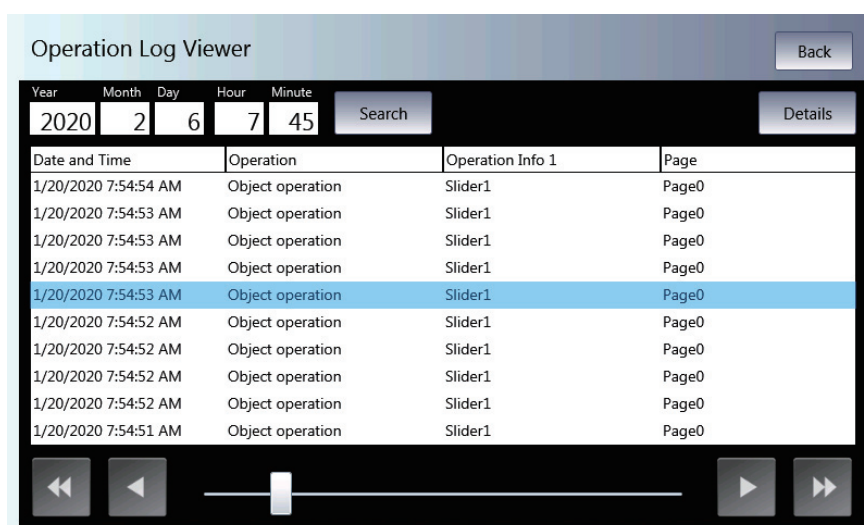 Operation Log Viewer Back
Year Month Day Hour Minute
2020 2 6 7 45 Search Details
Date and Time Operation Operation Info 1 Page
1/20/2020 7:54:54 AM Object operation Slider1 Page0
1/20/2020 7:54:53 AM Object operation Slider1 Page0
1/20/2020 7:54:53 AM Object operation Slider1 Page0
1/20/2020 7:54:53 AM Object operation Slider1 Page0
1/20/2020 7:54:53 AM Object operation Slider1 Page0
1/20/2020 7:54:52 AM Object operation Slider1 Page0
1/20/2020 7:54:52 AM Object operation Slider1 Page0
1/20/2020 7:54:52 AM Object operation Slider1 Page0
1/20/2020 7:54:52 AM Object operation Slider1 Page0
1/20/2020 7:54:51 AM Object operation Slider1 Page0